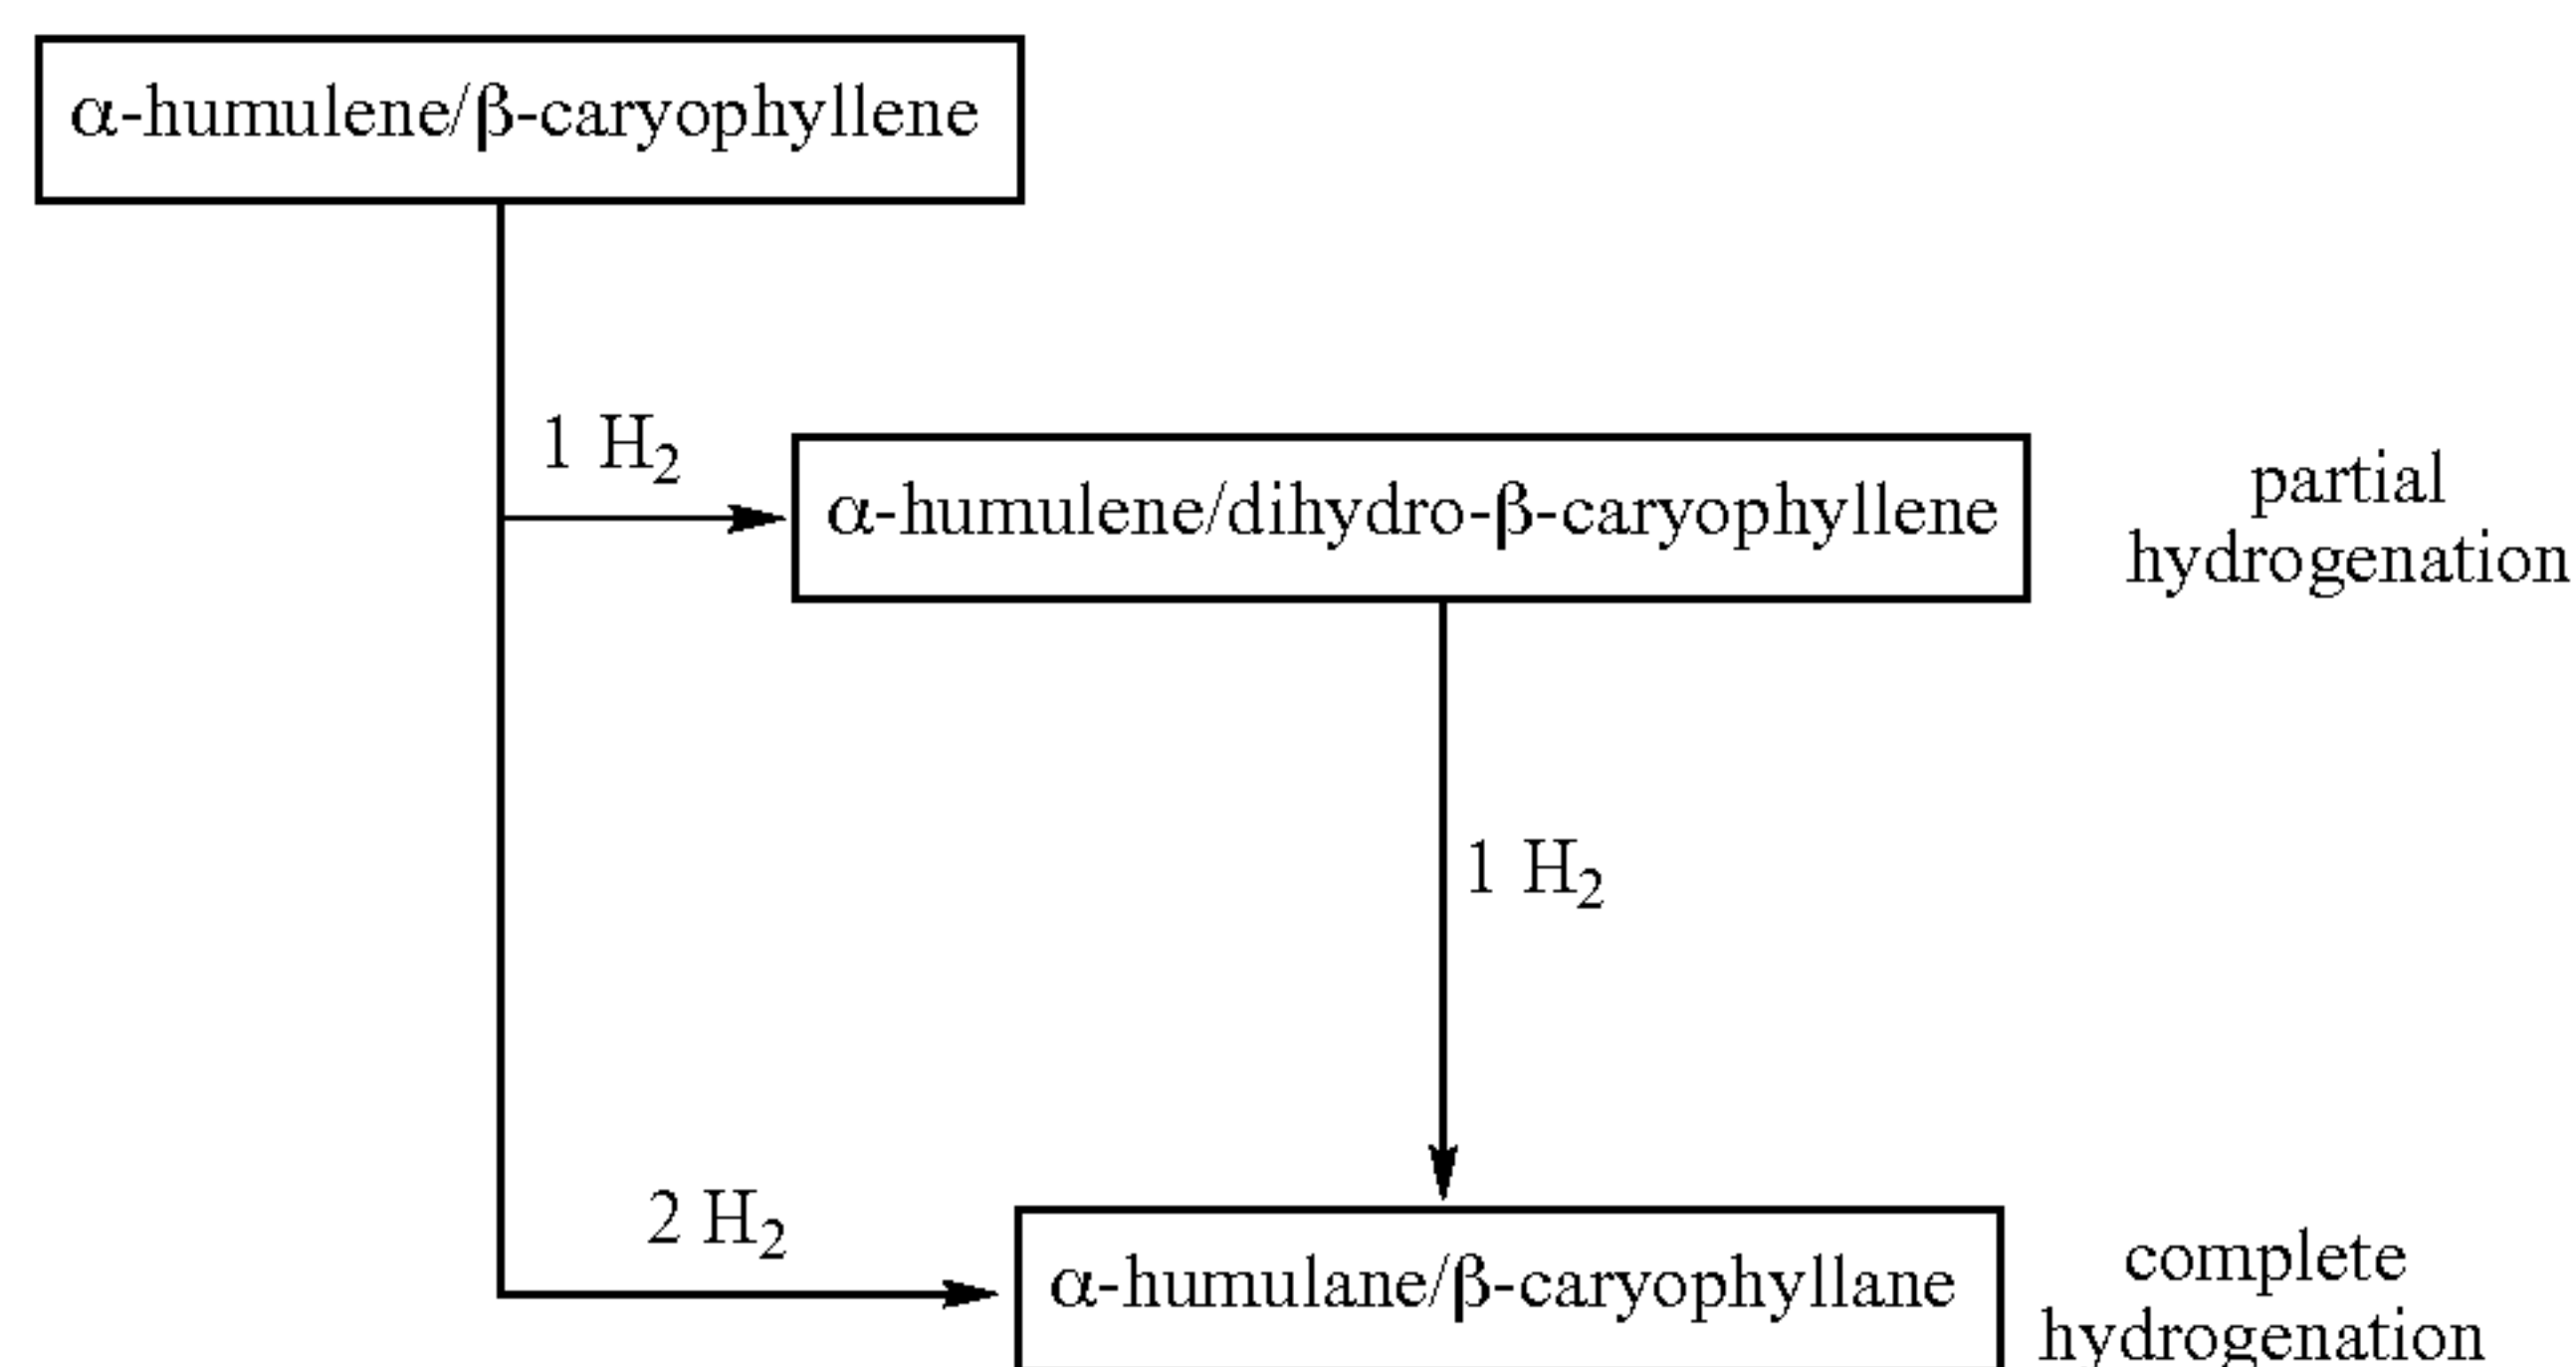 α-humulene/β-caryophyllene
1 H₂
α-humulene/dihydro-β-caryophyllene
partial
hydrogenation
1 H₂
2 H₂
α-humulane/β-caryophyllane
complete
hydrogenation